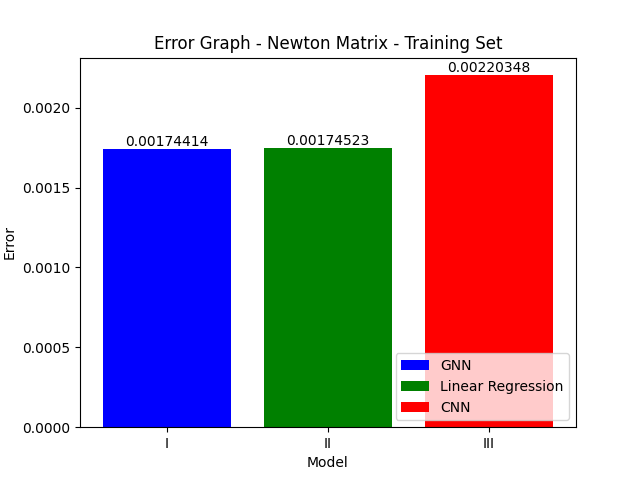 Error Graph - Newton Matrix - Training Set
0.00220348
0.00174414
0.00174523
0.0020
0.0015
0.0010
0.0005
0.0000
Error
GNN
Linear Regression
CNN
I
II
III
Model